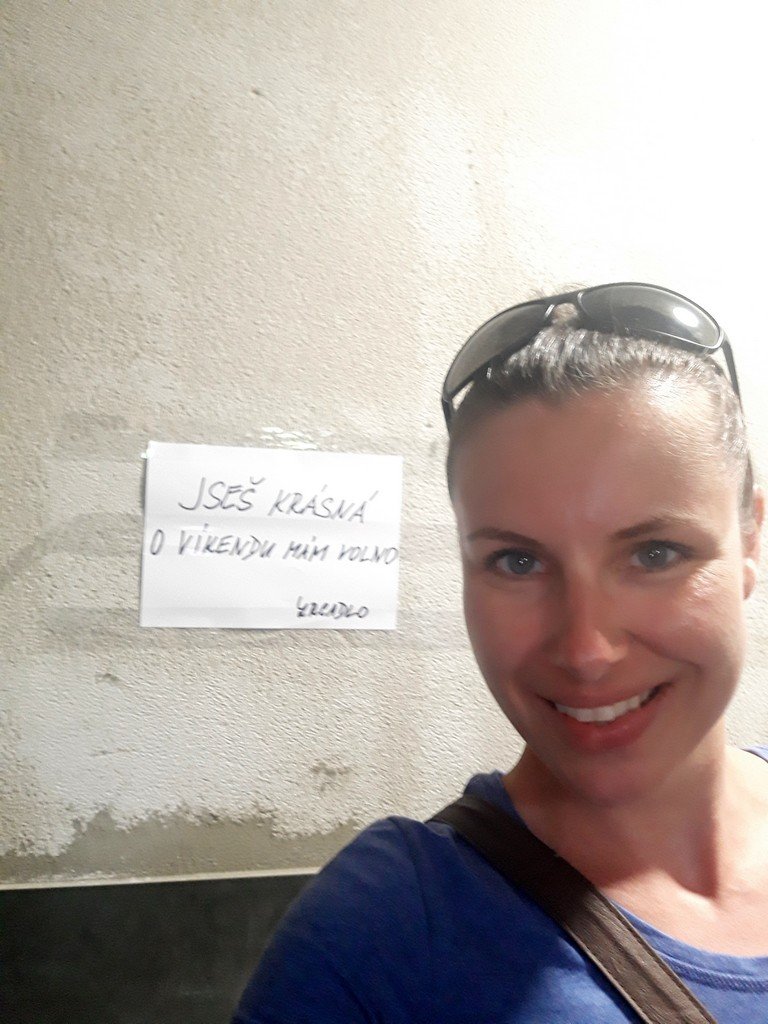 JSEŠ KRÁSNÁ
O VÍKENDU MÁM VOLNO
ZRCADLO